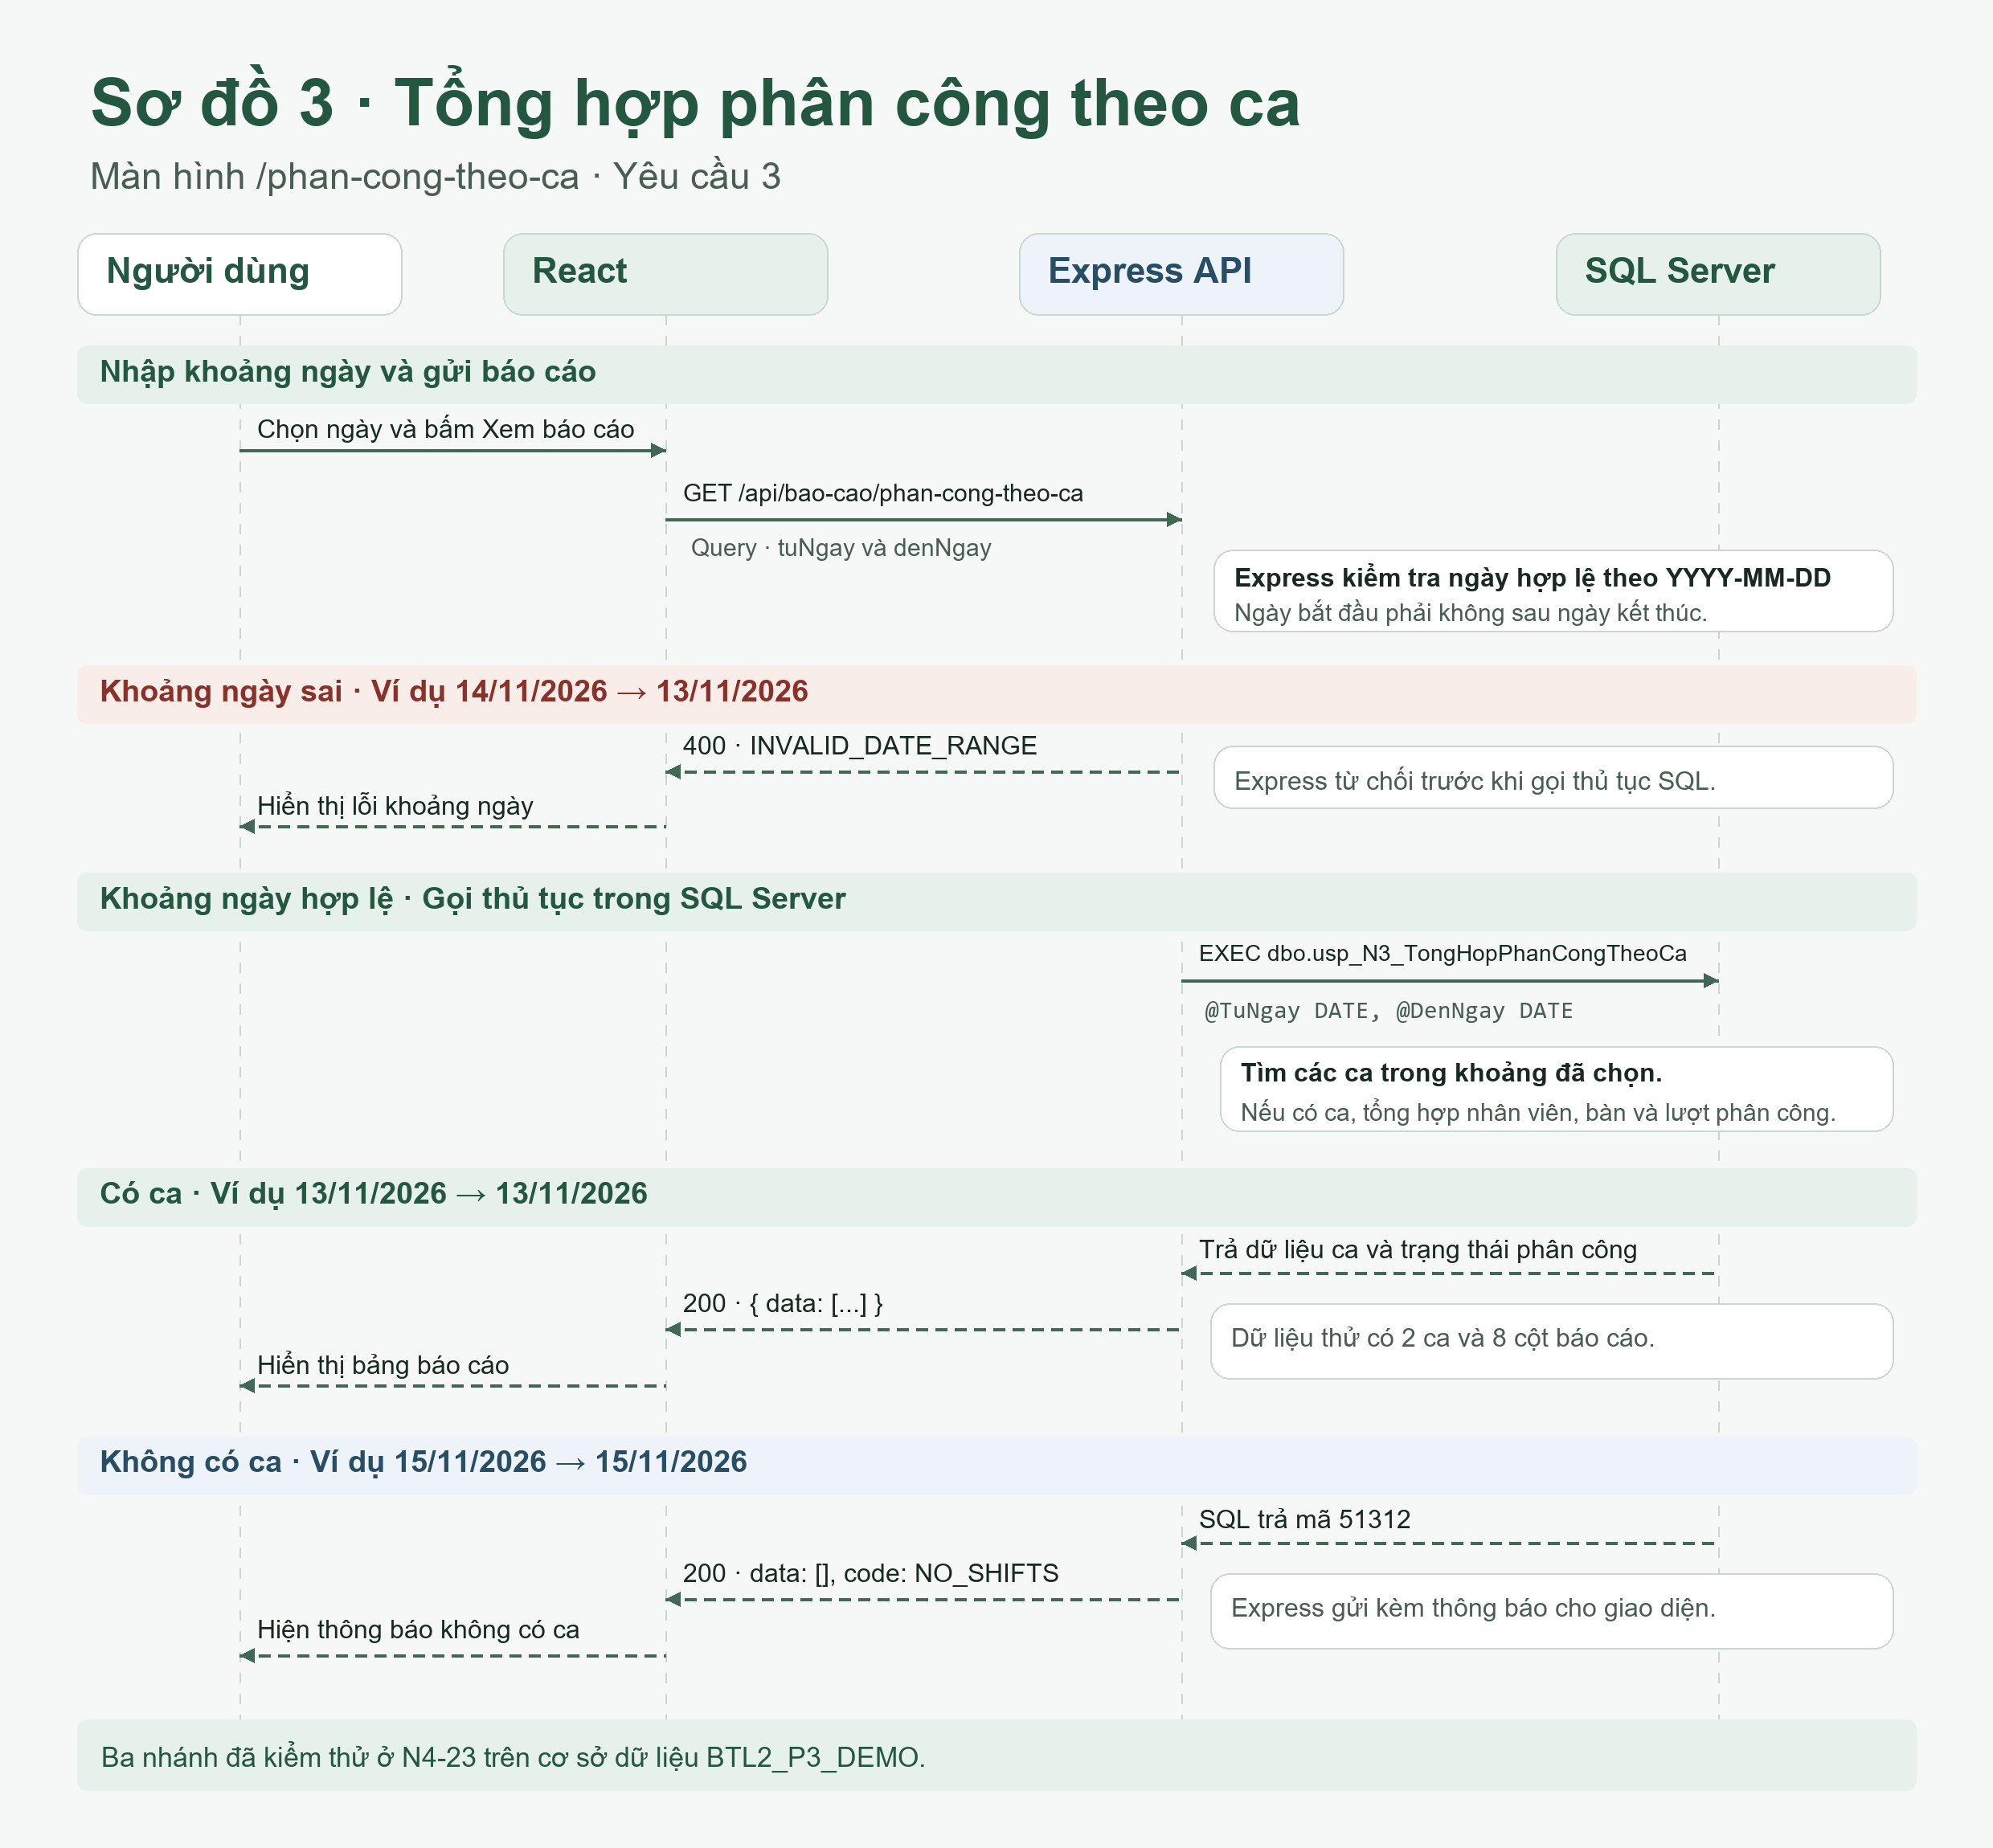 Sơ đồ 3 · Tổng hợp phân công theo ca
Màn hình /phan-cong-theo-ca · Yêu cầu 3
Người dùng
React
Express API
SQL Server
Nhập khoảng ngày và gửi báo cáo
Chọn ngày và bấm Xem báo cáo
GET /api/bao-cao/phan-cong-theo-ca
Query · tuNgay và denNgay
Express kiểm tra ngày hợp lệ theo YYYY-MM-DD
Ngày bắt đầu phải không sau ngày kết thúc.
Khoảng ngày sai · Ví dụ 14/11/2026 → 13/11/2026
400 · INVALID_DATE_RANGE
Express từ chối trước khi gọi thủ tục SQL.
Hiển thị lỗi khoảng ngày
Khoảng ngày hợp lệ · Gọi thủ tục trong SQL Server
EXEC dbo.usp_N3_TongHopPhanCongTheoCa
@TuNgay DATE, @DenNgay DATE
Tìm các ca trong khoảng đã chọn.
Nếu có ca, tổng hợp nhân viên, bàn và lượt phân công.
Có ca · Ví dụ 13/11/2026 → 13/11/2026
Trả dữ liệu ca và trạng thái phân công
200 · { data: [...] }
Dữ liệu thử có 2 ca và 8 cột báo cáo.
Hiển thị bảng báo cáo
Không có ca · Ví dụ 15/11/2026 → 15/11/2026
SQL trả mã 51312
200 · data: [], code: NO_SHIFTS
Express gửi kèm thông báo cho giao diện.
Hiện thông báo không có ca
Ba nhánh đã kiểm thử ở N4-23 trên cơ sở dữ liệu BTL2_P3_DEMO.